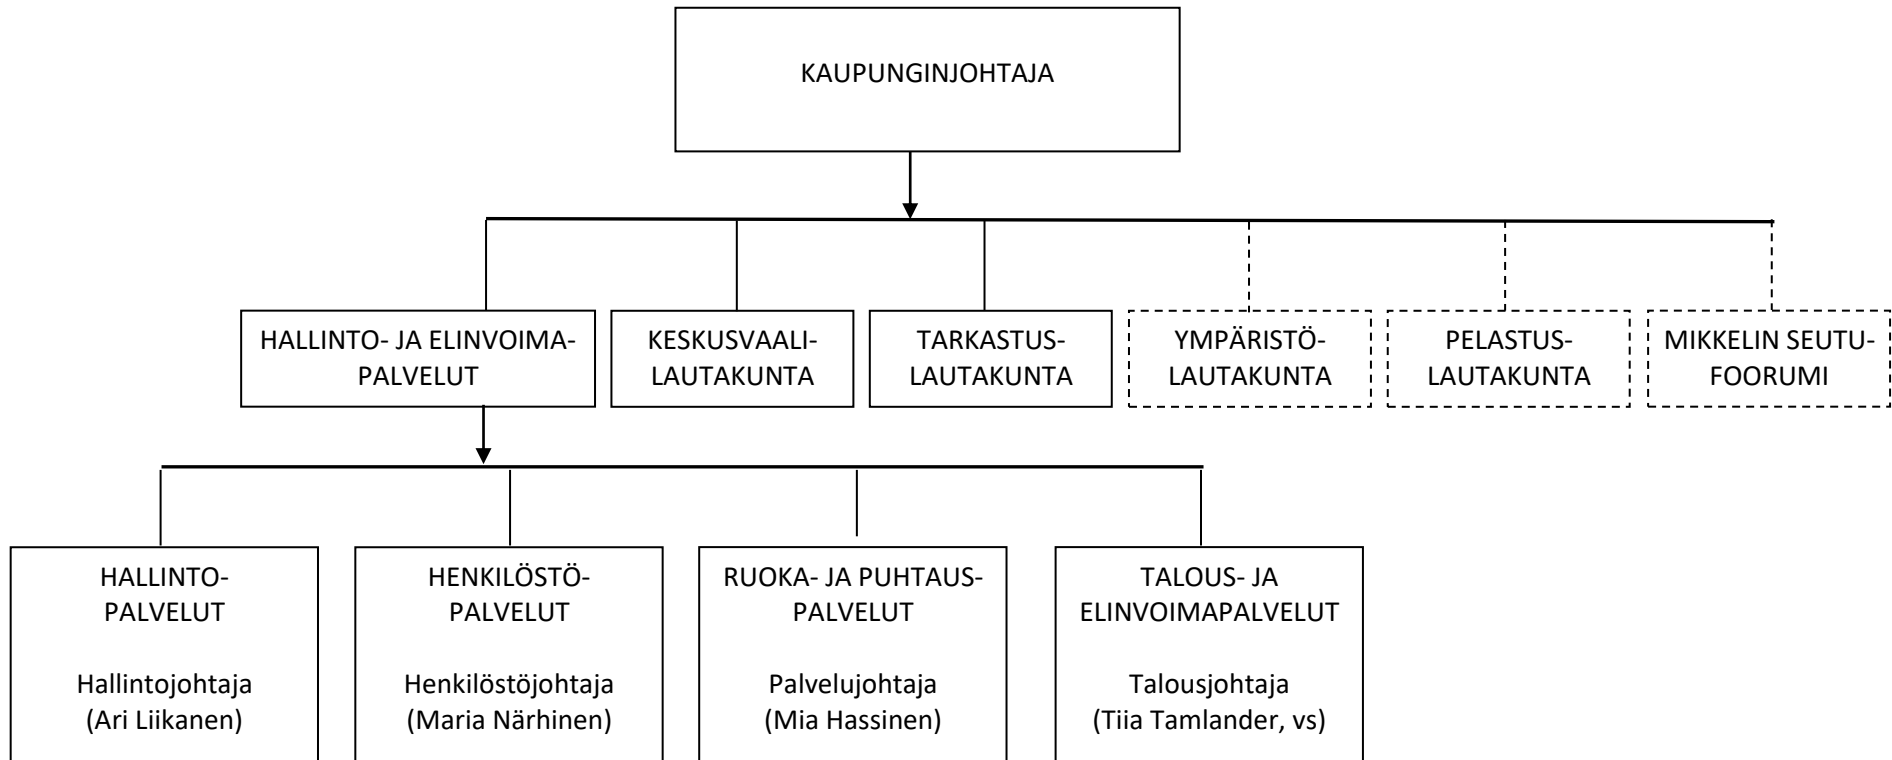 KAUPUNGINJOHTAJA
HALLINTO- JA ELINVOIMA-
PALVELUT
KESKUSVAALI-
LAUTAKUNTA
TARKASTUS-
LAUTAKUNTA
YMPÄRISTÖ-
LAUTAKUNTA
PELASTUS-
LAUTAKUNTA
MIKKELIN SEUTU-
FOORUMI
HALLINTO-
PALVELUT
Hallintojohtaja
(Ari Liikanen)
HENKILÖSTÖ-
PALVELUT
Henkilöstöjohtaja
(Maria Närhinen)
RUOKA- JA PUHTAUS-
PALVELUT
Palvelujohtaja
(Mia Hassinen)
TALOUS- JA
ELINVOIMAPALVELUT
Talousjohtaja
(Tiia Tamlander, vs)